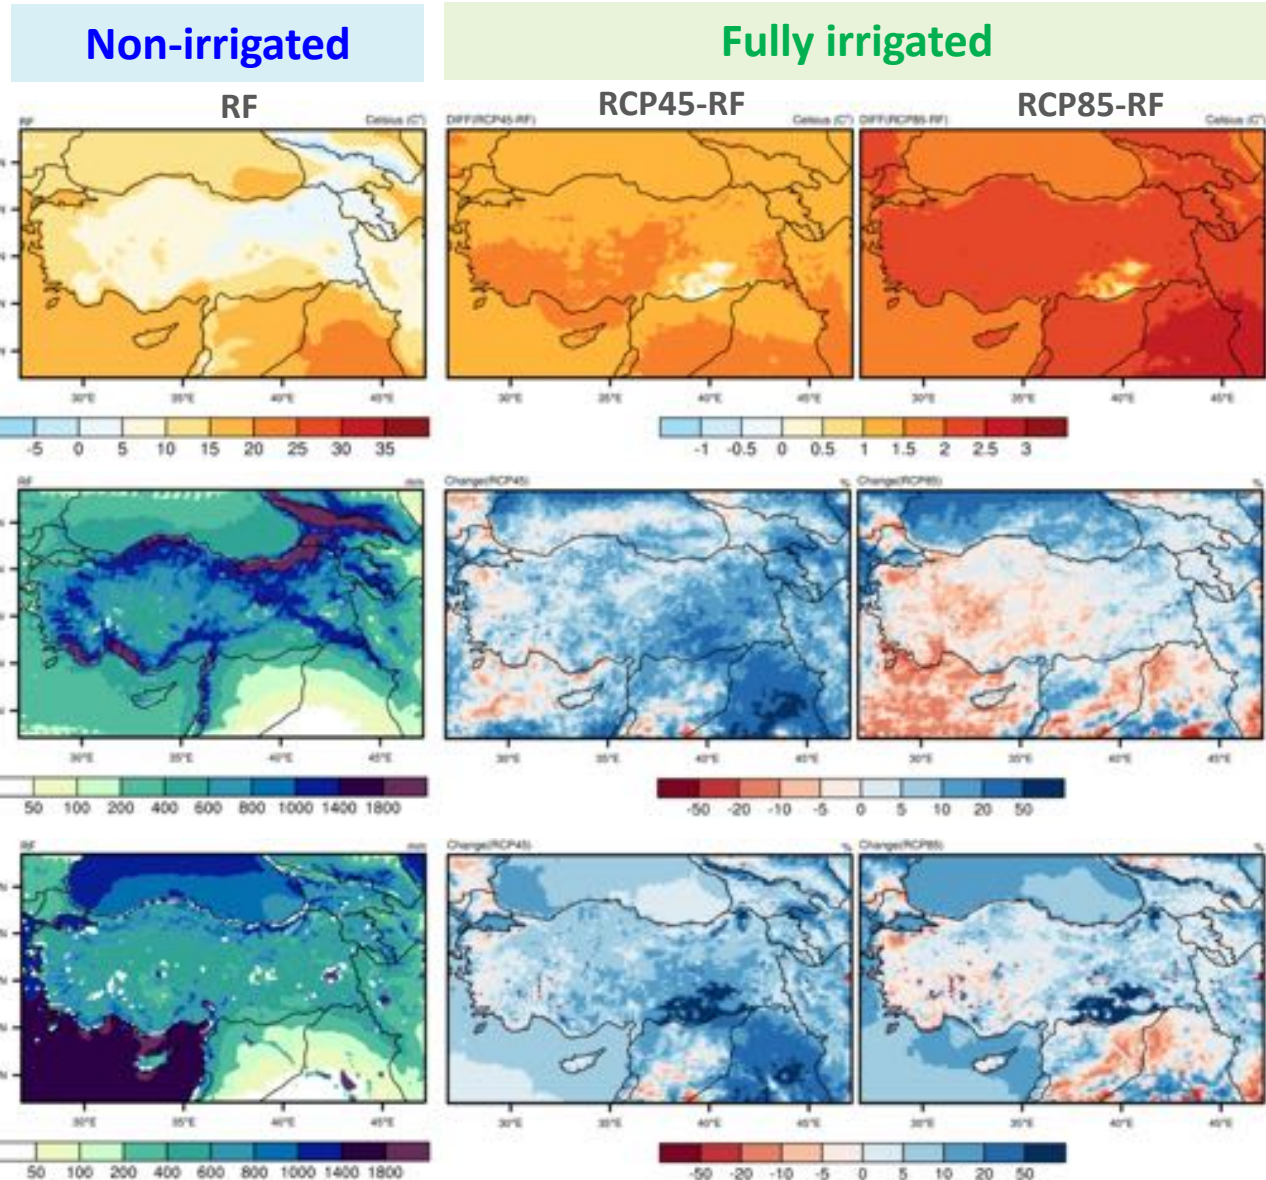 Non-irrigated Fully irrigated
RF RCP45-RF RCP85-RF
RF Celsius (C°) DIFF(RCP45-RF) Celsius (C°) DIFF(RCP85-RF) Celsius (C°)
N
N
N
N
N
30°E 35°E 40°E 45°E 30°E 35°E 40°E 45°E 30°E 35°E 40°E 45°E
-5 0 5 10 15 20 25 30 35 -1 -0.5 0 0.5 1 1.5 2 2.5 3
RF mm Change(RCP45) % Change(RCP85) %
N
N
N
N
N
30°E 35°E 40°E 45°E 30°E 35°E 40°E 45°E 30°E 35°E 40°E 45°E
50 100 200 400 600 800 1000 1400 1800 -50 -20 -10 -5 0 5 10 20 50
RF mm Change(RCP45) % Change(RCP85) %
N
N
N
N
N
30°E 35°E 40°E 45°E 30°E 35°E 40°E 45°E 30°E 35°E 40°E 45°E
50 100 200 400 600 800 1000 1400 1800 -50 -20 -10 -5 0 5 10 20 50